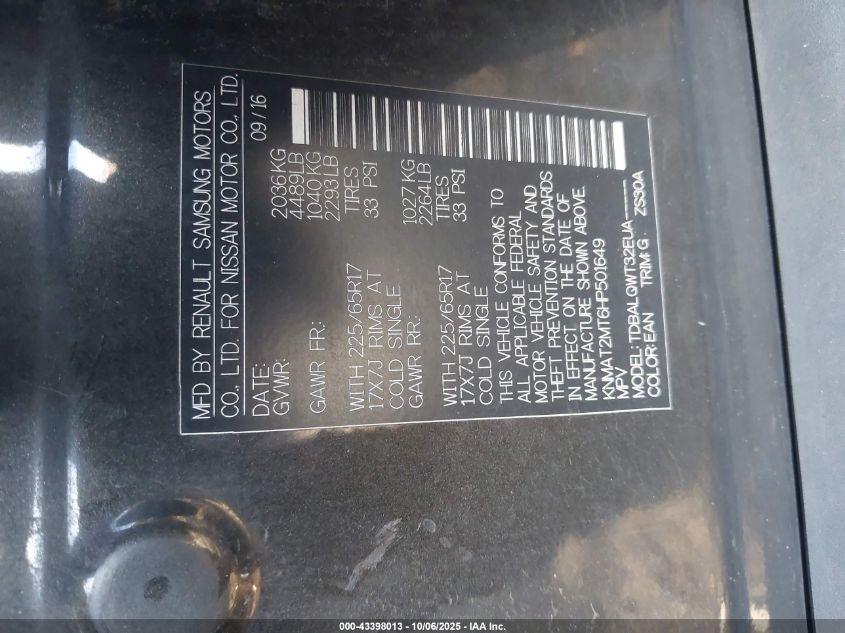 MFD BY RENAULT SAMSUNG MOTORS
CO., LTD. FOR NISSAN MOTOR CO., LTD.
DATE: 09/16
GVWR: 2036KG
4489LB
GAWR FR: 1040KG
2293LB
WITH 225/65R17 TIRES
17X7J RIMS AT 33 PSI
COLD SINGLE
GAWR RR: 1027KG
2264LB
WITH 225/65R17 TIRES
17X7J RIMS AT 33 PSI
COLD SINGLE
THIS VEHICLE CONFORMS TO
ALL APPLICABLE FEDERAL
MOTOR VEHICLE SAFETY AND
THEFT PREVENTION STANDARDS
IN EFFECT ON THE DATE OF
MANUFACTURE SHOWN ABOVE
KNMAT2MT6HP501649
MPV
MODEL: TDBALQWT32EUA-----
COLOR: EAN TRIM: G ZS30A
000-43398013 - 10/06/2025 - IAA Inc.